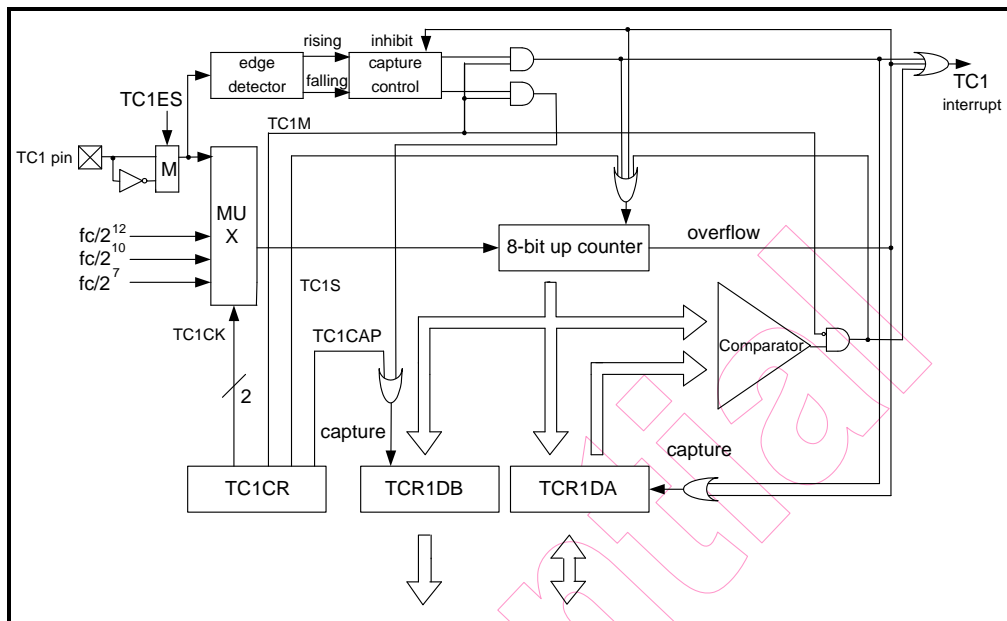 rising
inhibit
edge
detector
capture
control
falling
TC1
interrupt
TC1ES
TC1M
TC1 pin
M
MU
X
fc/2^12
fc/2^10
fc/2^7
8-bit up counter
overflow
TC1S
TC1CK
TC1CAP
Comparator
2
capture
capture
TC1CR
TCR1DB
TCR1DA
ntial